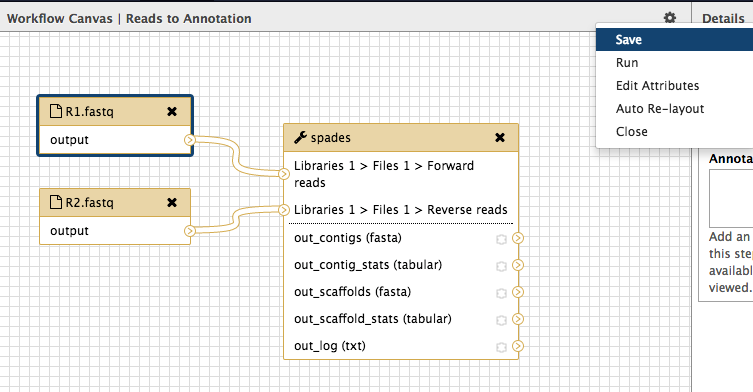 Workflow Canvas | Reads to Annotation
Details
Save
Run
Edit Attributes
Auto Re-layout
Close
R1.fastq
output
R2.fastq
output
spades
Libraries 1 > Files 1 > Forward
reads
Libraries 1 > Files 1 > Reverse reads
out_contigs (fasta)
out_contig_stats (tabular)
out_scaffolds (fasta)
out_scaffold_stats (tabular)
out_log (txt)
Annota
Add an
this ste
availabl
viewed.